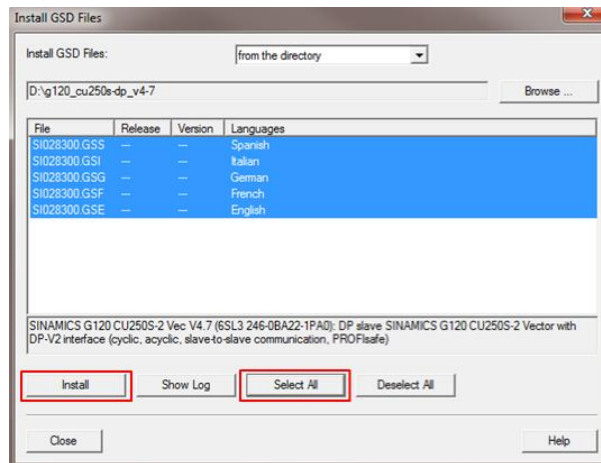 Install GSD Files
Install GSD Files:
from the directory
D:\g120_cu250s-dp_v4-7
Browse ...
File Release Version Languages
SI028300.GSS --- --- Spanish
SI028300.GSI --- --- Italian
SI028300.GSG --- --- German
SI028300.GSF --- --- French
SI028300.GSE --- --- English
SINAMICS G120 CU250S-2 Vec V4.7 (6SL3 246-0BA22-1PA0): DP slave SINAMICS G120 CU250S-2 Vector with
DP-V2 interface (cyclic, acyclic, slave-to-slave communication, PROFIsafe)
Install Show Log Select All Deselect All
Close Help